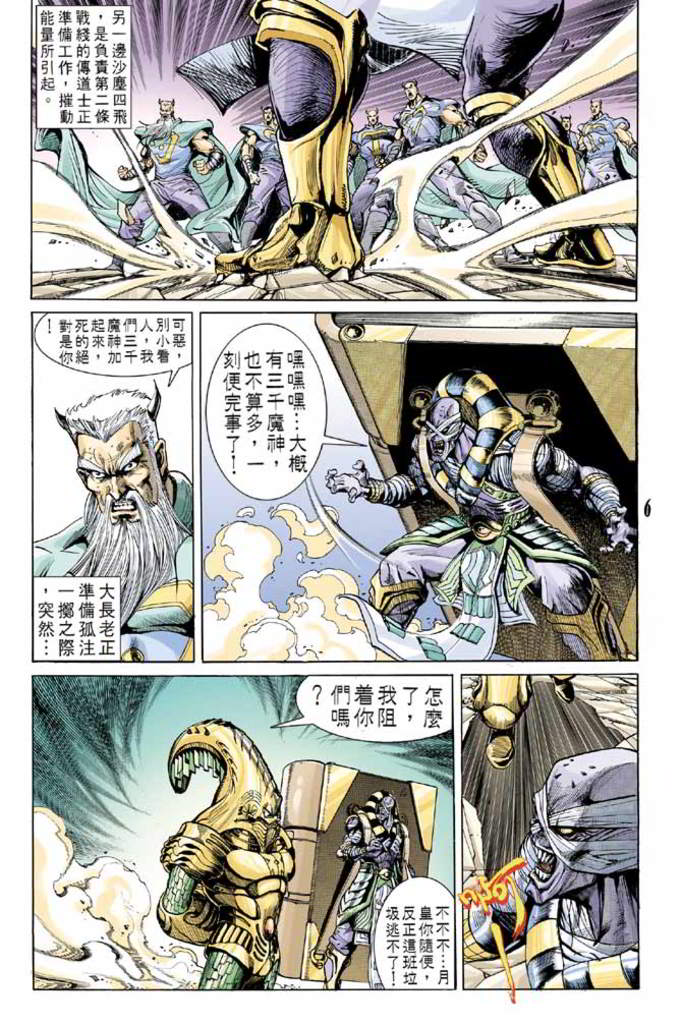 另一邊沙塵四飛
，是負責第二條
戰綫的傳道士正
準備工作，摧動
能量所引起。
可惡，
別小看
人，我
們三千
魔神加
起來，
死的絕
對是你
！
大長老正
準備孤注
一擲之際
，突然…
嘿嘿嘿…大概
有三千魔神，
也不算多，一
刻便完事了！
6
怎麼
了，
我阻
着你
們嗎
？
不不不…月
皇你隨便，
反正這班垃
圾逃不了！